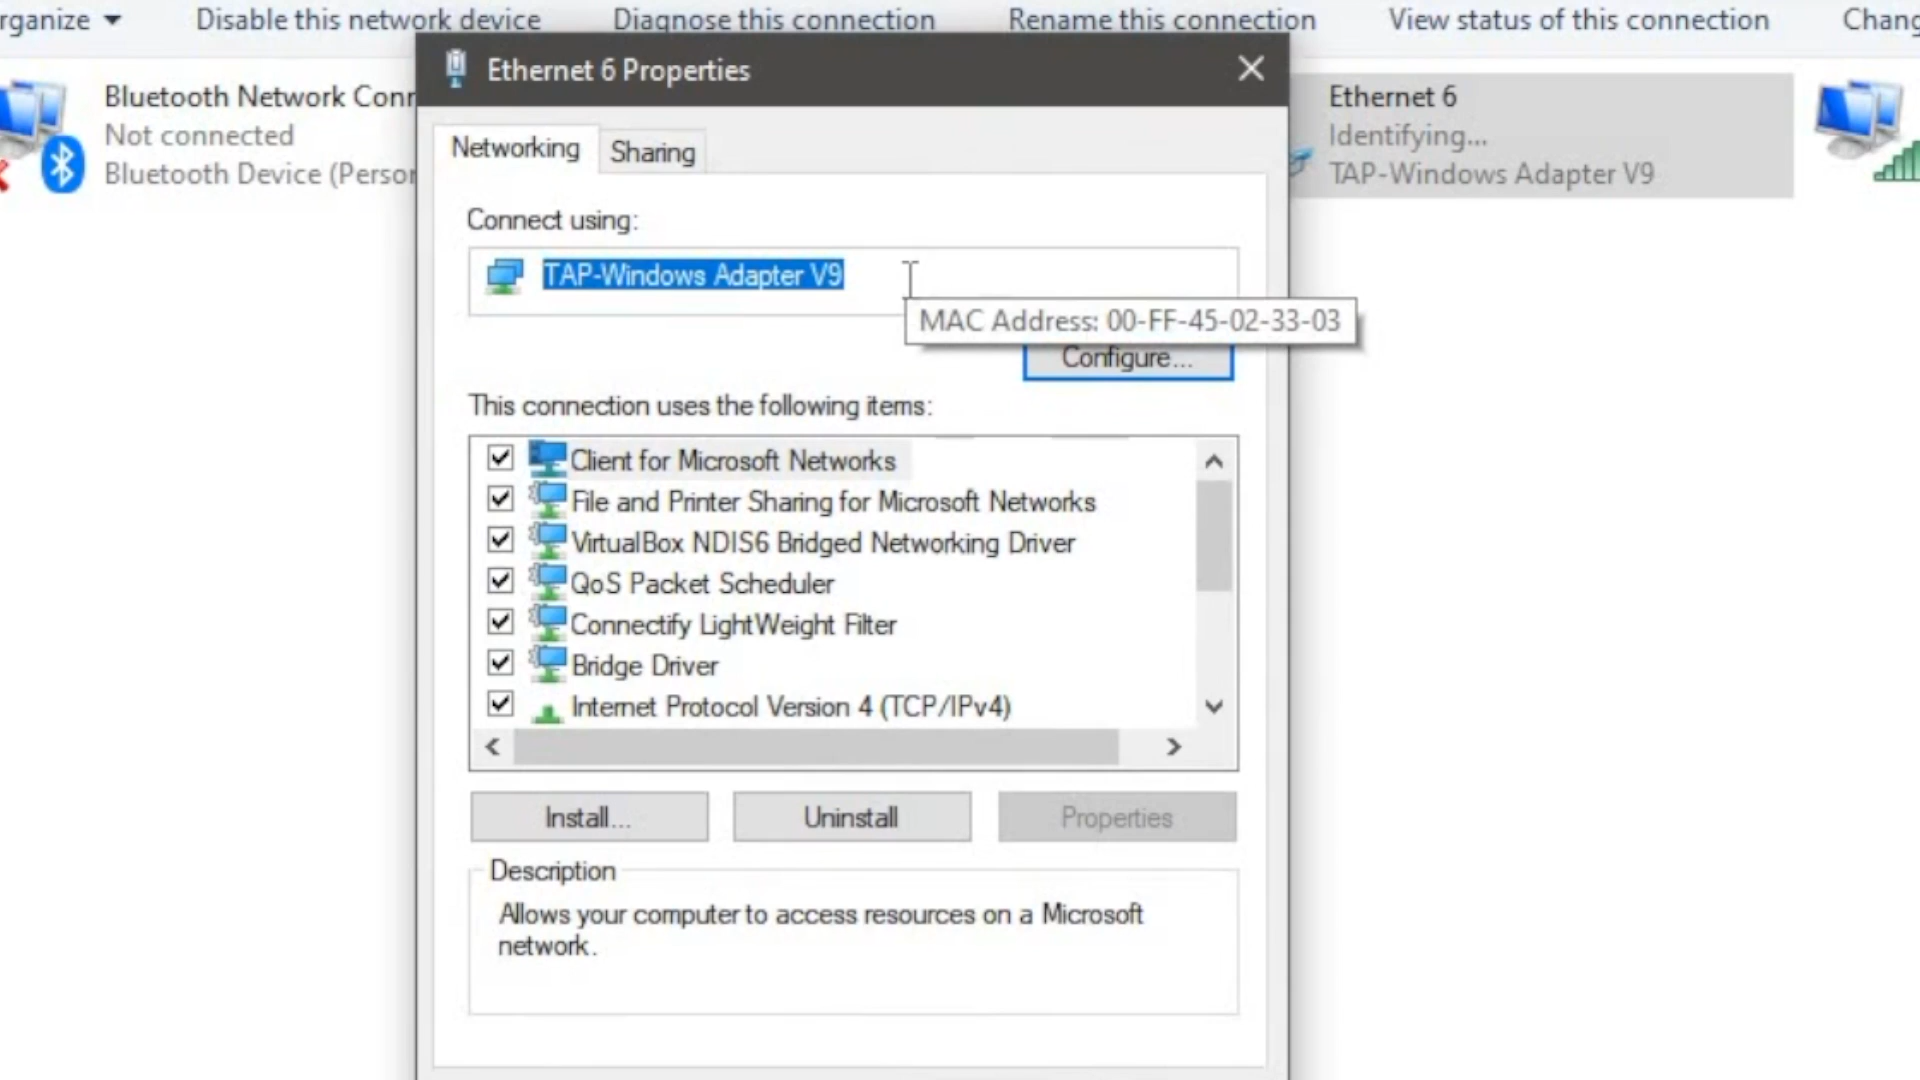 rganize
Disable this network device
Diagnose this connection
Rename this connection
View status of this connection
Chang
Bluetooth Network Conn
Not connected
Bluetooth Device (Person
Ethernet 6
Identifying...
TAP-Windows Adapter V9
Ethernet 6 Properties
Networking
Sharing
Connect using:
TAP-Windows Adapter V9
MAC Address: 00-FF-45-02-33-03
Configure...
This connection uses the following items:
Client for Microsoft Networks
File and Printer Sharing for Microsoft Networks
VirtualBox NDIS6 Bridged Networking Driver
QoS Packet Scheduler
Connectify LightWeight Filter
Bridge Driver
Internet Protocol Version 4 (TCP/IPv4)
Install...
Uninstall
Properties
Description
Allows your computer to access resources on a Microsoft
network.